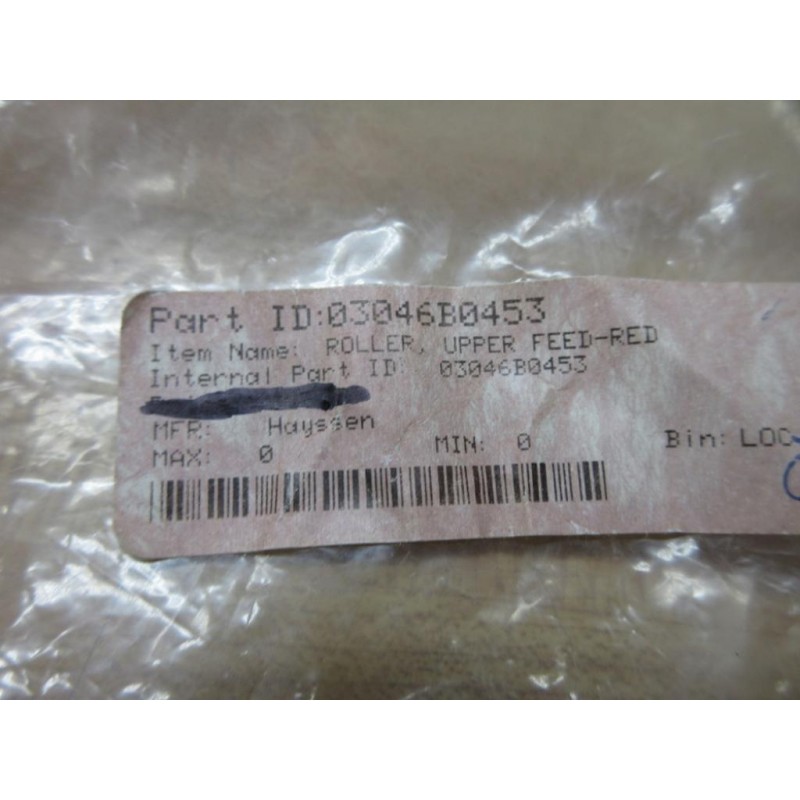 Part ID:03046B0453
Item Name: ROLLER, UPPER FEED-RED
Internal Part ID: 03046B0453
MFR: Hayssen
MAX: 0 MIN: 0 Bin: LOC